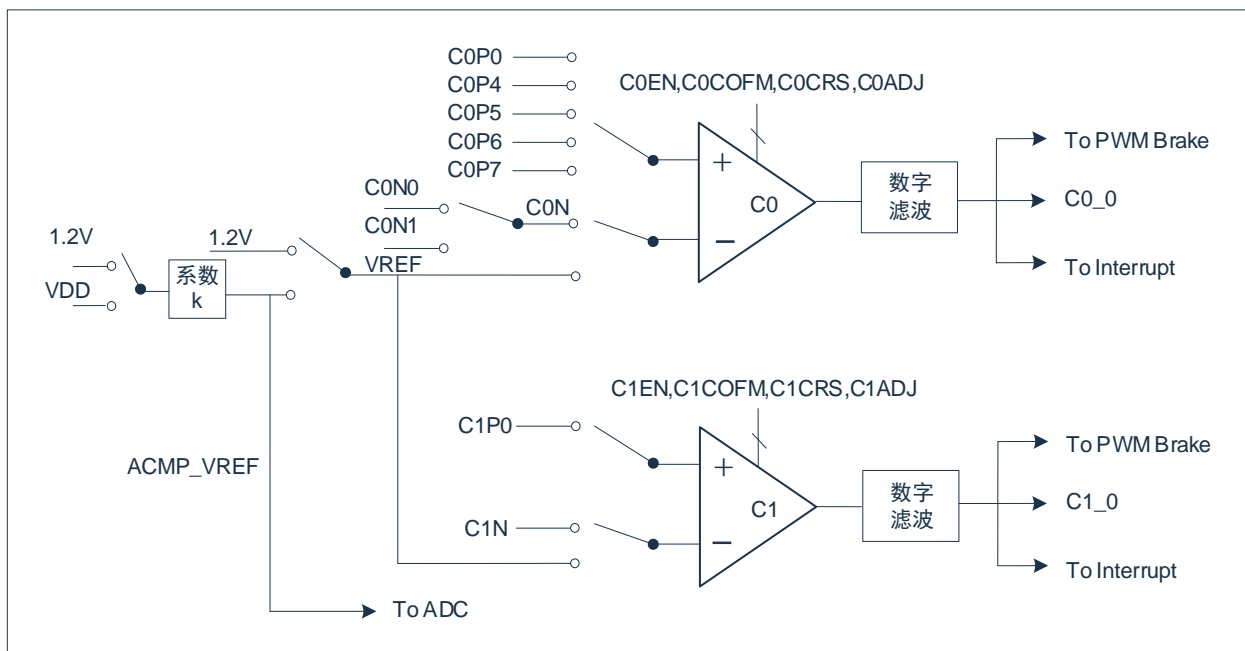 C0P0
C0P4
C0P5
C0P6
C0P7
C0EN,C0COFM,C0CRS,C0ADJ
C0N0
C0N1
C0N
VREF
1.2V
VDD
系数
k
1.2V
+
−
C0
数字
滤波
To PWM Brake
C0_0
To Interrupt
C1EN,C1COFM,C1CRS,C1ADJ
C1P0
C1N
+
−
C1
数字
滤波
To PWM Brake
C1_0
To Interrupt
ACMP_VREF
To ADC